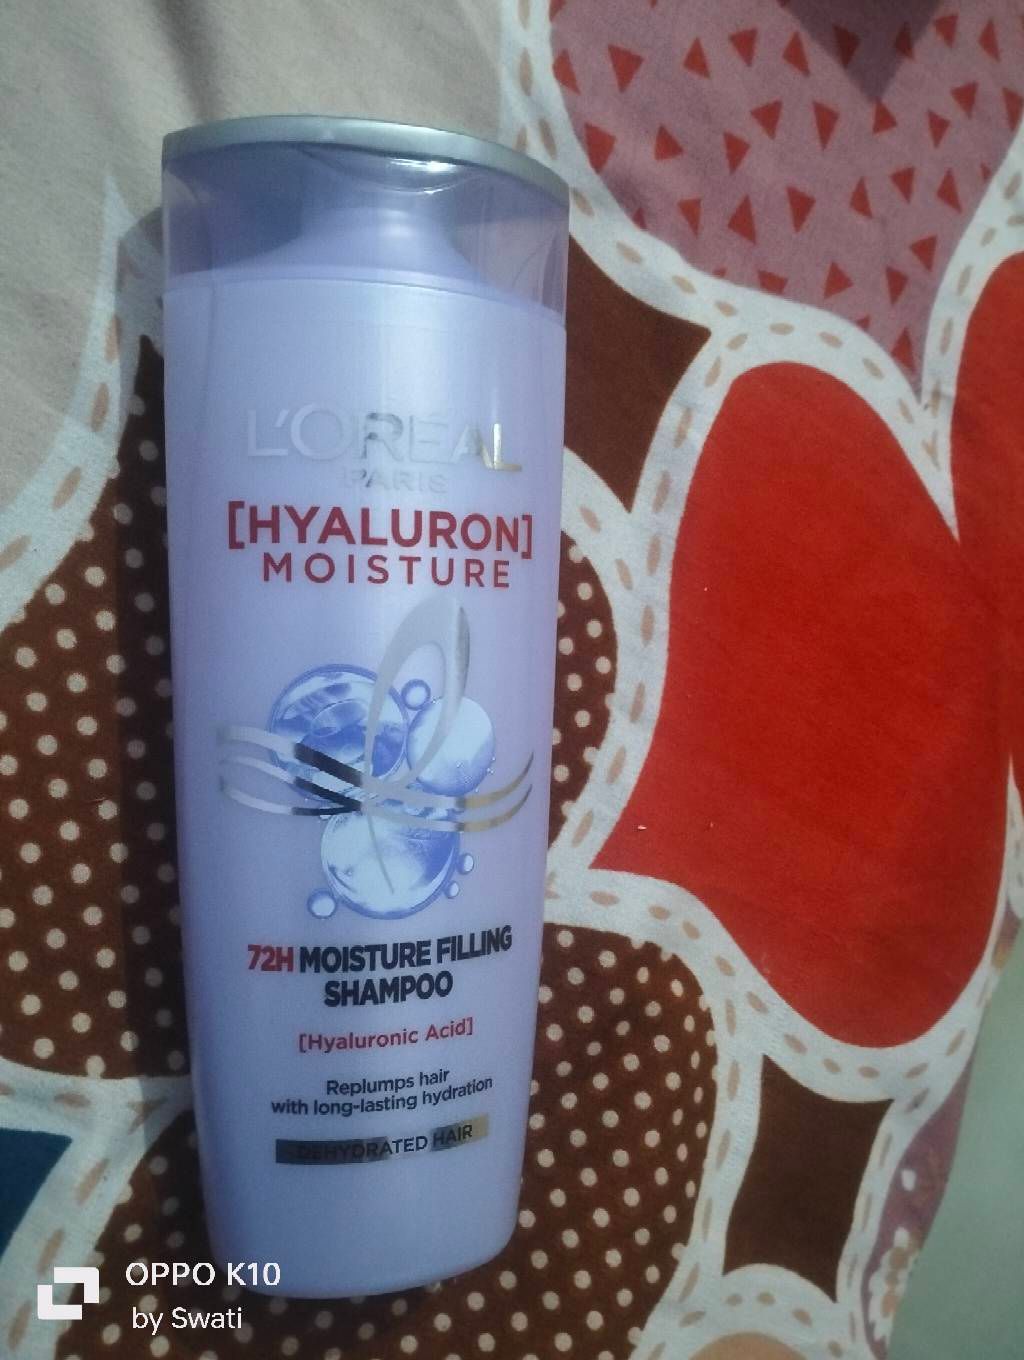 L'ORÉAL
PARIS
[HYALURON]
MOISTURE
72H MOISTURE FILLING
SHAMPOO
[Hyaluronic Acid]
Replumps hair
with long-lasting hydration
DEHYDRATED HAIR
OPPO K10
by Swati